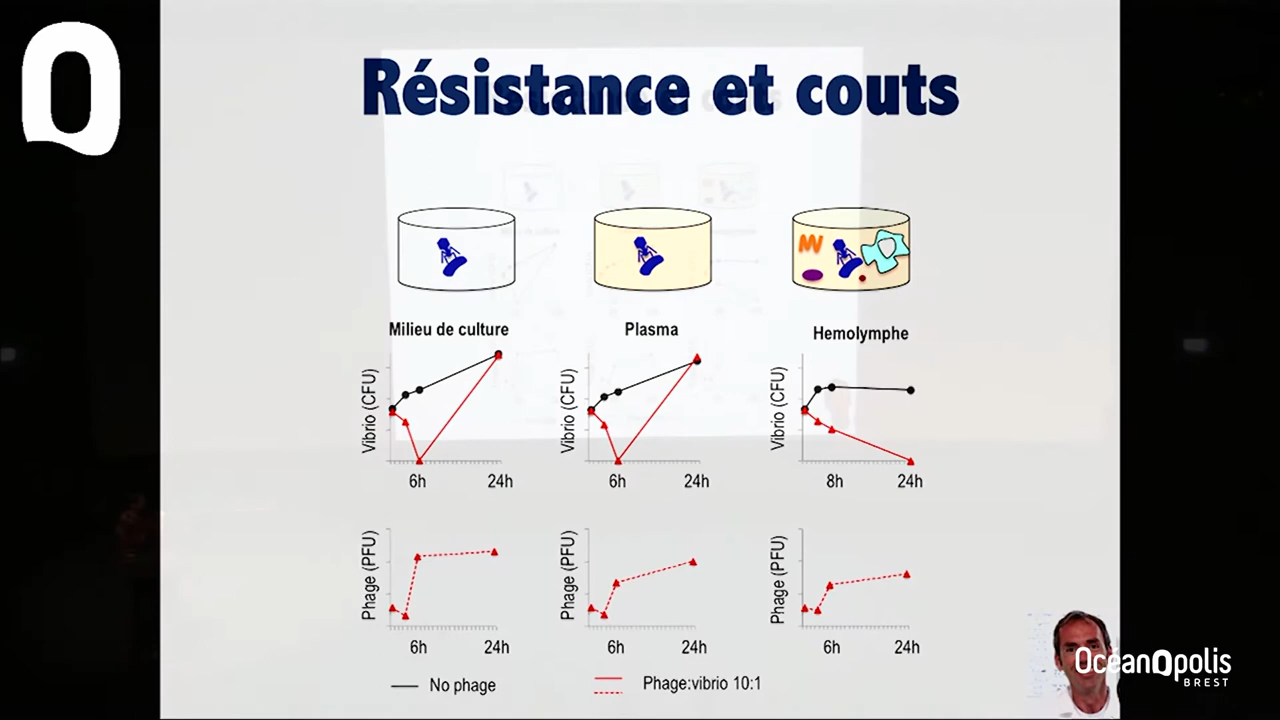 Résistance et couts
Milieu de culture
Plasma
Hemolymphe
Vibrio (CFU)
Vibrio (CFU)
Vibrio (CFU)
6h
24h
6h
24h
8h
24h
Phage (PFU)
Phage (PFU)
Phage (PFU)
6h
24h
6h
24h
6h
24h
No phage
Phage:vibrio 10:1
OceanOpolis
BREST